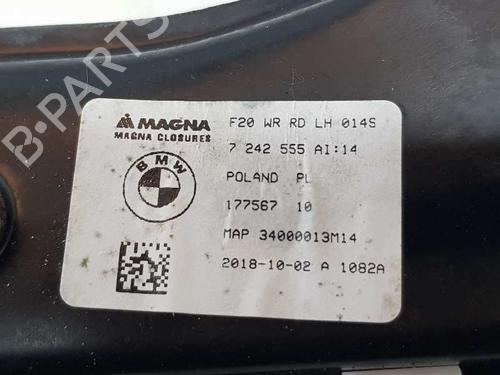 MAGNA
MAGNA CLOSURES
BMW
F20 WR RD LH 014S
7 242 555 AI:14
POLAND PL
177567 10
MAP 34000013M14
2018-10-02 A 1082A
B-PARTS